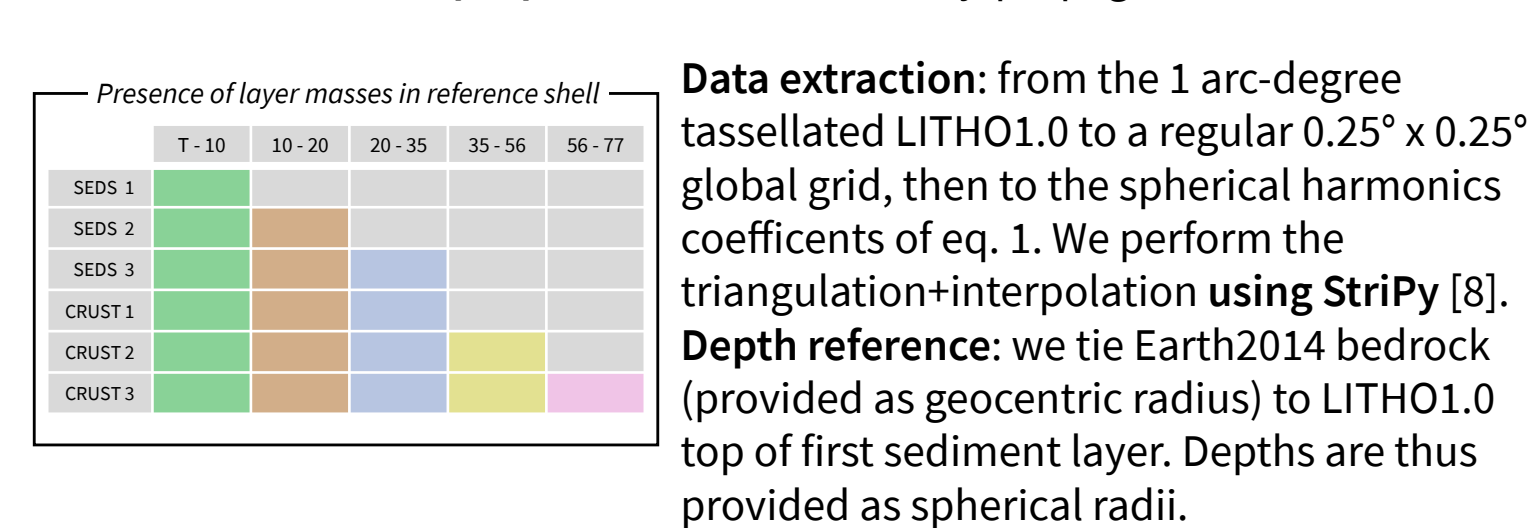 Presence of layer masses in reference shell
T - 10 10 - 20 20 - 35 35 - 56 56 - 77
SEDS 1
SEDS 2
SEDS 3
CRUST 1
CRUST 2
CRUST 3
Data extraction: from the 1 arc-degree
tassellated LITHO1.0 to a regular 0.25° x 0.25°
global grid, then to the spherical harmonics
coefficents of eq. 1. We perform the
triangulation+interpolation using StriPy [8].
Depth reference: we tie Earth2014 bedrock
(provided as geocentric radius) to LITHO1.0
top of first sediment layer. Depths are thus
provided as spherical radii.